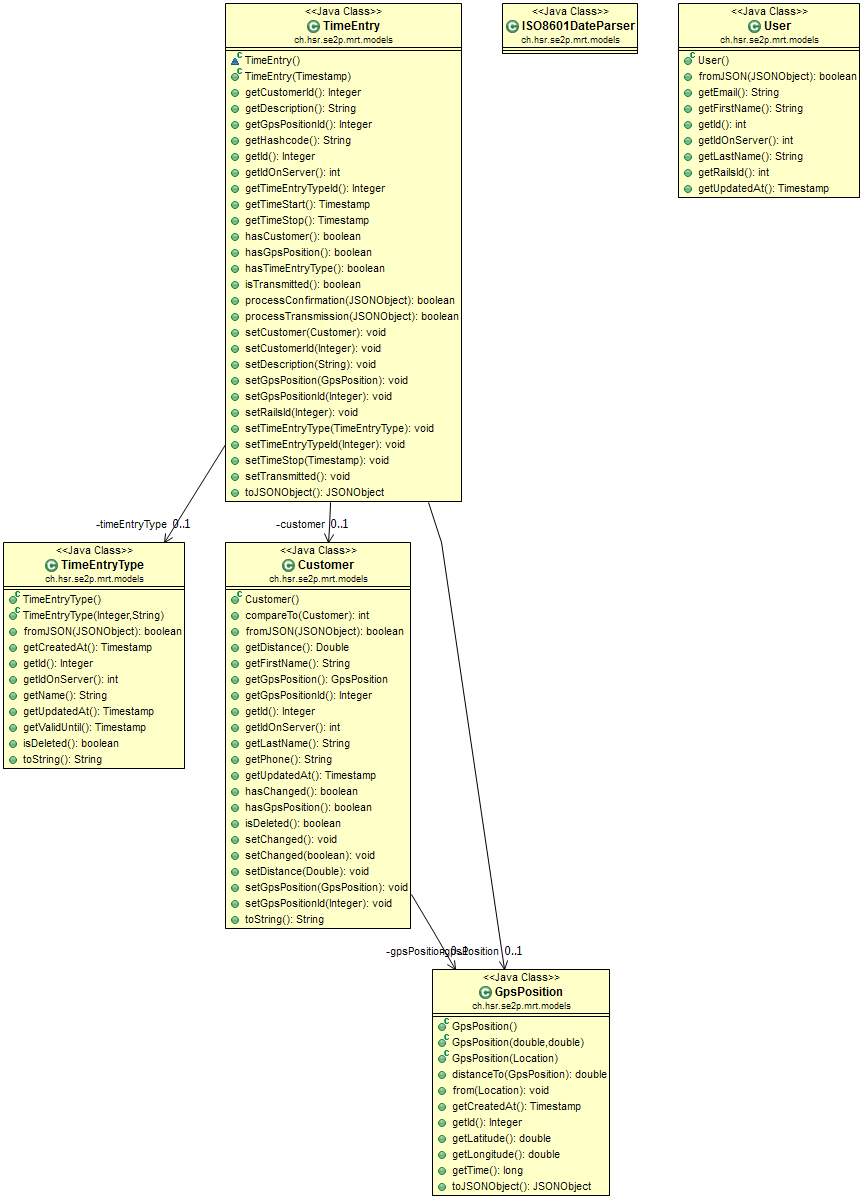 <<Java Class>>
TimeEntry
ch.hsr.se2p.mrt.models
TimeEntry()
TimeEntry(Timestamp)
getCustomerId(): Integer
getDescription(): String
getGpsPositionId(): Integer
getHashcode(): String
getId(): Integer
getIdOnServer(): int
getTimeEntryTypeId(): Integer
getTimeStart(): Timestamp
getTimeStop(): Timestamp
hasCustomer(): boolean
hasGpsPosition(): boolean
hasTimeEntryType(): boolean
isTransmitted(): boolean
processConfirmation(JSONObject): boolean
processTransmission(JSONObject): boolean
setCustomer(Customer): void
setCustomerId(Integer): void
setDescription(String): void
setGpsPosition(GpsPosition): void
setGpsPositionId(Integer): void
setRailsId(Integer): void
setTimeEntryType(TimeEntryType): void
setTimeEntryTypeId(Integer): void
setTimeStop(Timestamp): void
setTransmitted(): void
toJSONObject(): JSONObject
<<Java Class>>
ISO8601DateParser
ch.hsr.se2p.mrt.models
<<Java Class>>
User
ch.hsr.se2p.mrt.models
User()
fromJSON(JSONObject): boolean
getEmail(): String
getFirstName(): String
getId(): int
getIdOnServer(): int
getLastName(): String
getRailsId(): int
getUpdatedAt(): Timestamp
-timeEntryType 0..1
-customer 0..1
<<Java Class>>
TimeEntryType
ch.hsr.se2p.mrt.models
TimeEntryType()
TimeEntryType(Integer,String)
fromJSON(JSONObject): boolean
getCreatedAt(): Timestamp
getId(): Integer
getIdOnServer(): int
getName(): String
getUpdatedAt(): Timestamp
getValidUntil(): Timestamp
isDeleted(): boolean
toString(): String
<<Java Class>>
Customer
ch.hsr.se2p.mrt.models
Customer()
compareTo(Customer): int
fromJSON(JSONObject): boolean
getDistance(): Double
getFirstName(): String
getGpsPosition(): GpsPosition
getGpsPositionId(): Integer
getId(): Integer
getIdOnServer(): int
getLastName(): String
getPhone(): String
getUpdatedAt(): Timestamp
hasChanged(): boolean
hasGpsPosition(): boolean
isDeleted(): boolean
setChanged(): void
setChanged(boolean): void
setDistance(Double): void
setGpsPosition(GpsPosition): void
setGpsPositionId(Integer): void
toString(): String
-gpsPosition 0..1
-gpsPosition 0..1
<<Java Class>>
GpsPosition
ch.hsr.se2p.mrt.models
GpsPosition()
GpsPosition(double,double)
GpsPosition(Location)
distanceTo(GpsPosition): double
from(Location): void
getCreatedAt(): Timestamp
getId(): Integer
getLatitude(): double
getLongitude(): double
getTime(): long
toJSONObject(): JSONObject